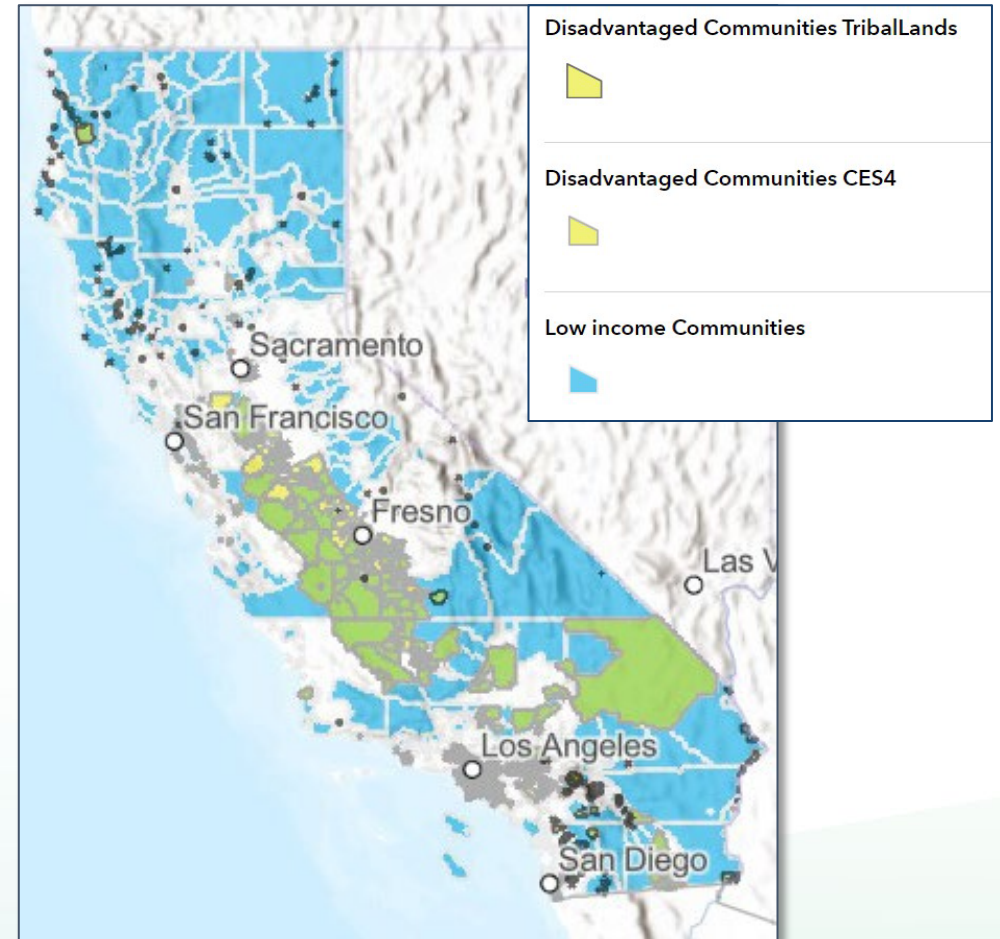 Disadvantaged Communities TribalLands
Disadvantaged Communities CES4
Low income Communities
Sacramento
San Francisco
Fresno
Las V
Los Angeles
San Diego